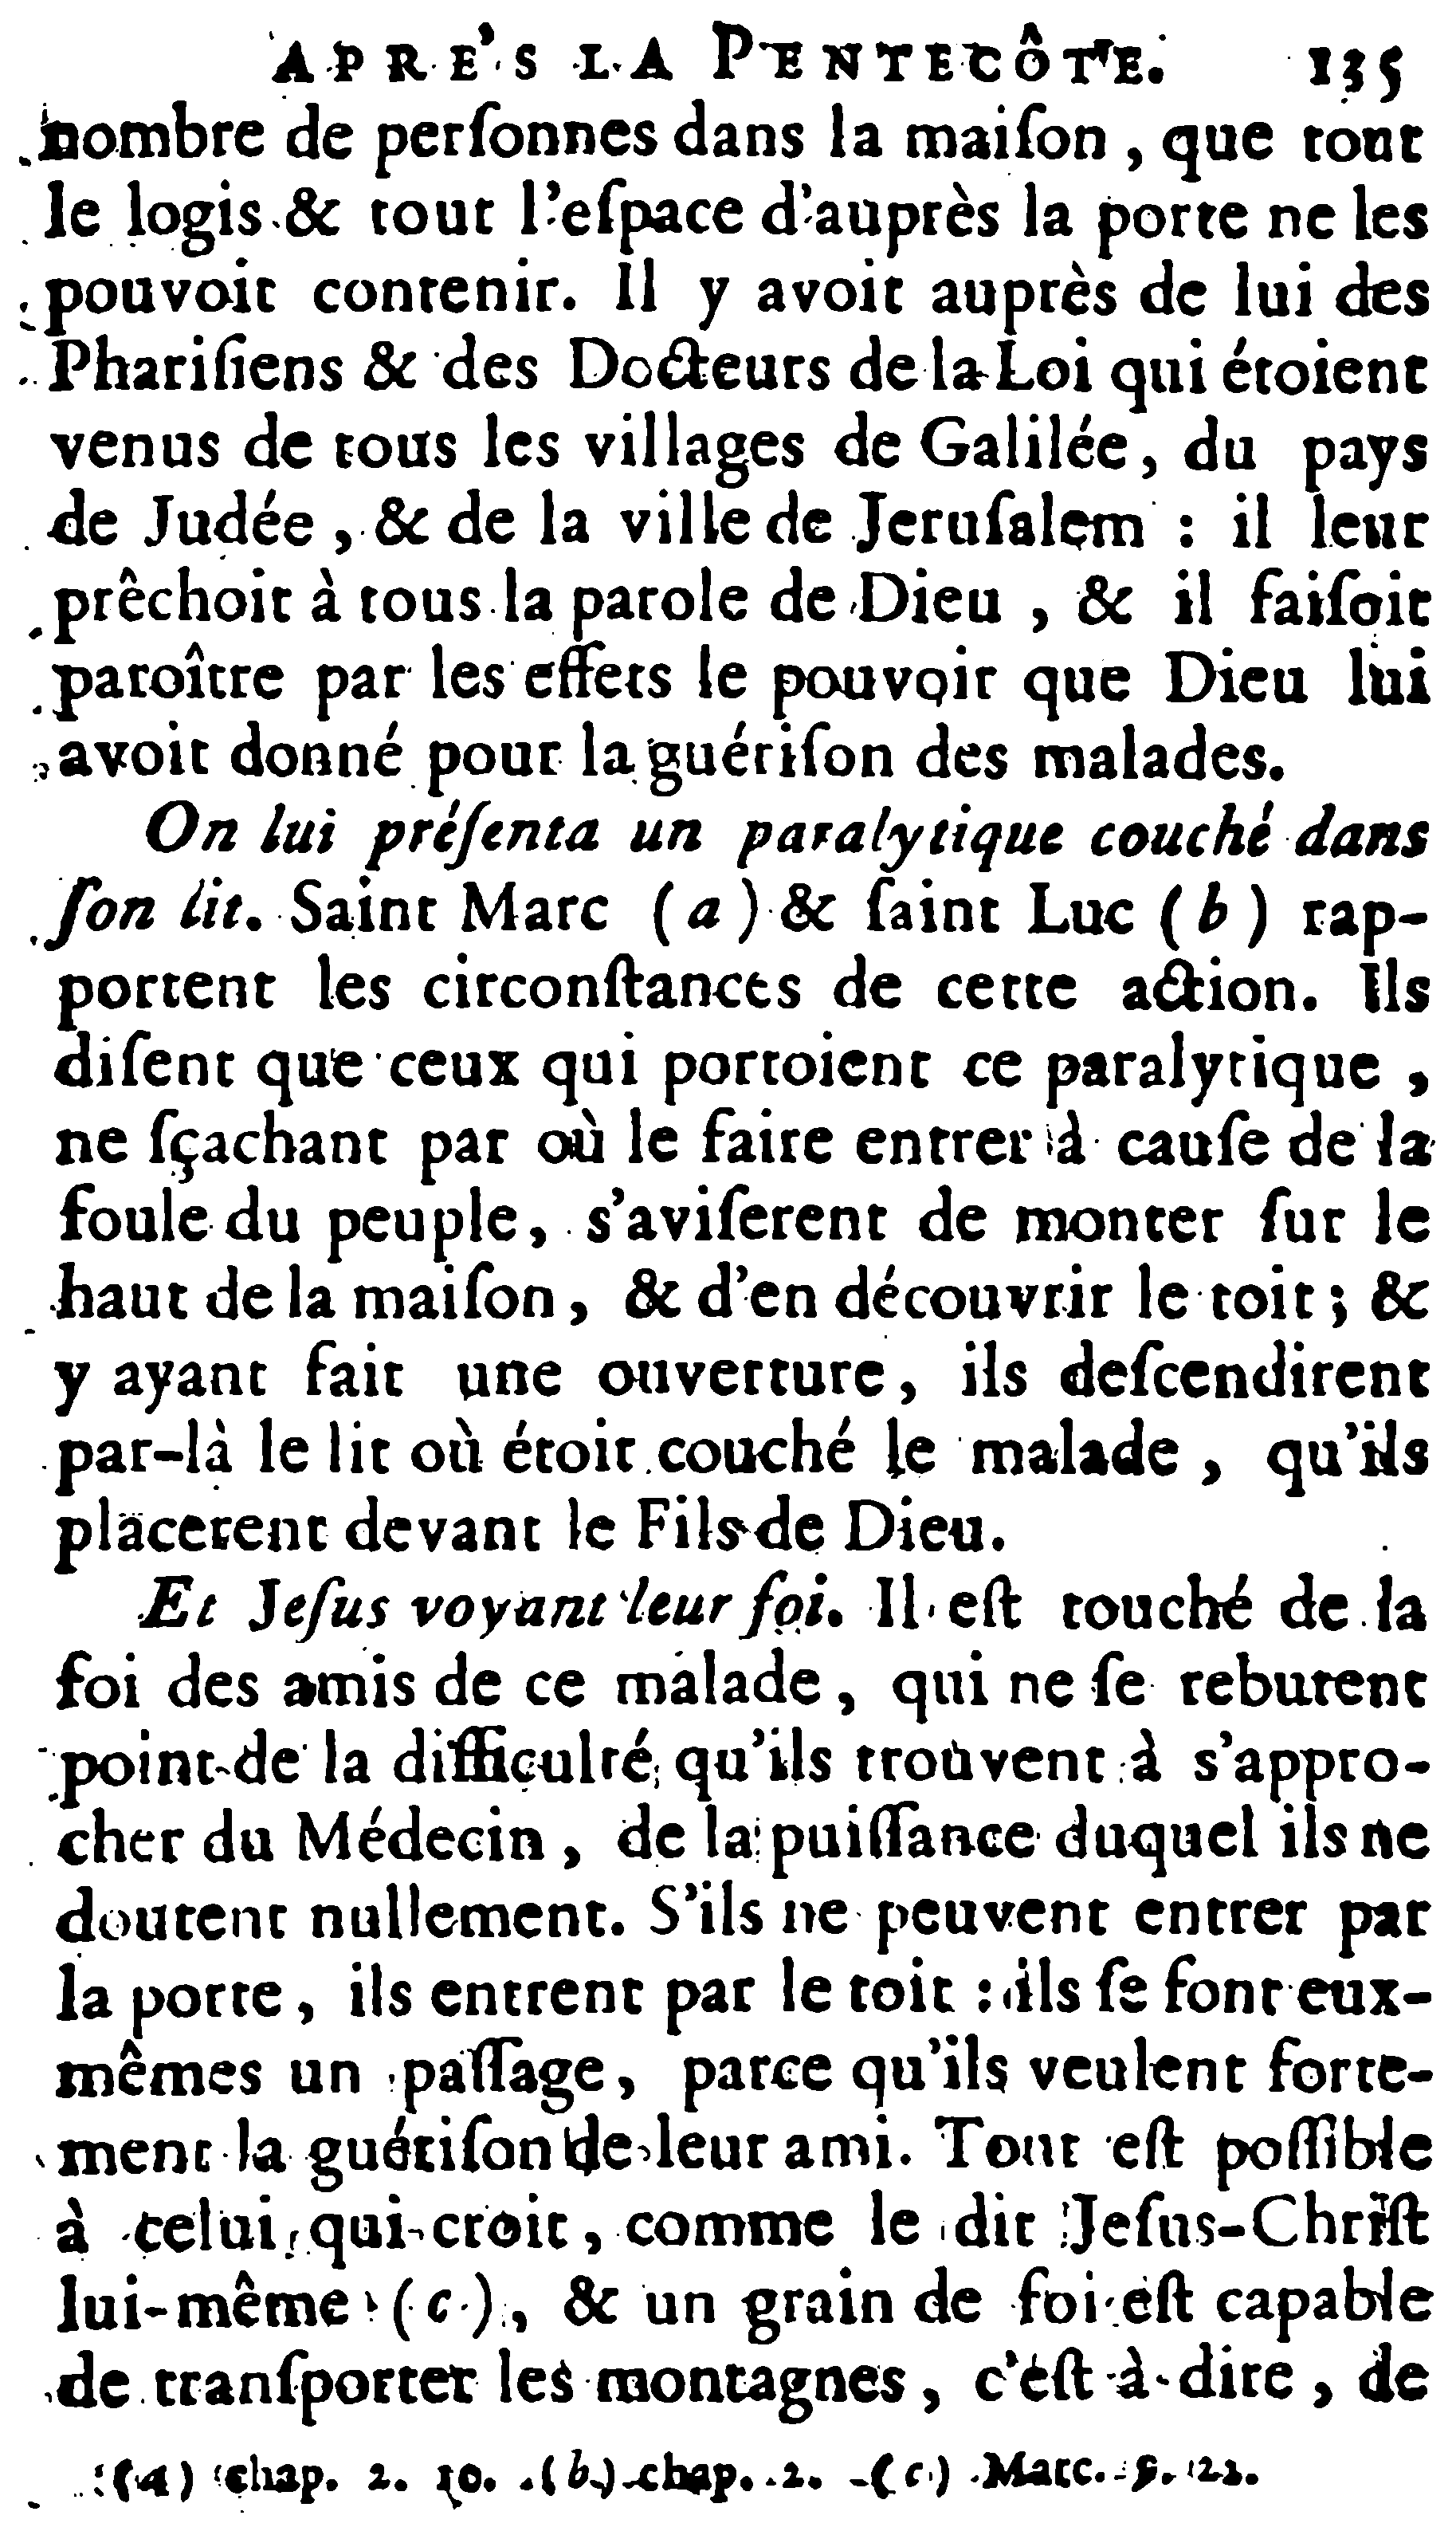 APRE'S LA PENTECÔTE. 135
nombre de perſonnes dans la maiſon, que tout
le logis & tout l'eſpace d'auprès la porte ne les
pouvoit contenir. Il y avoit auprès de lui des
Phariſiens & des Docteurs de la Loi qui étoient
venus de tous les villages de Galilée, du pays
de Judée, & de la ville de Jeruſalem : il leur
prêchoit à tous la parole de Dieu, & il faiſoit
paroître par les effets le pouvoir que Dieu lui
avoit donné pour la guériſon des malades.
On lui préſenta un paralytique couché dans
ſon lit. Saint Marc (a) & ſaint Luc (b) rap-
portent les circonſtances de cette action. Ils
diſent que ceux qui portoient ce paralytique,
ne ſçachant par où le faire entrer à cauſe de la
foule du peuple, s'aviſerent de monter ſur le
haut de la maiſon, & d'en découvrir le toit; &
y ayant fait une ouverture, ils deſcendirent
par-là le lit où étoit couché le malade, qu'ils
placerent devant le Fils de Dieu.
Et Jeſus voyant leur foi. Il eſt touché de la
foi des amis de ce malade, qui ne ſe rebutent
point de la difficulté qu'ils trouvent à s'appro-
cher du Médecin, de la puiſſance duquel ils ne
doutent nullement. S'ils ne peuvent entrer par
la porte, ils entrent par le toit : ils ſe font eux-
mêmes un paſſage, parce qu'ils veulent forte-
ment la guériſon de leur ami. Tout eſt poſſible
à celui qui croit, comme le dit Jeſus-Chriſt
lui-même (c), & un grain de foi eſt capable
de tranſporter les montagnes, c'eſt-à-dire, de
(a) chap. 2. 10. (b) chap. 2. (c) Marc. 22.